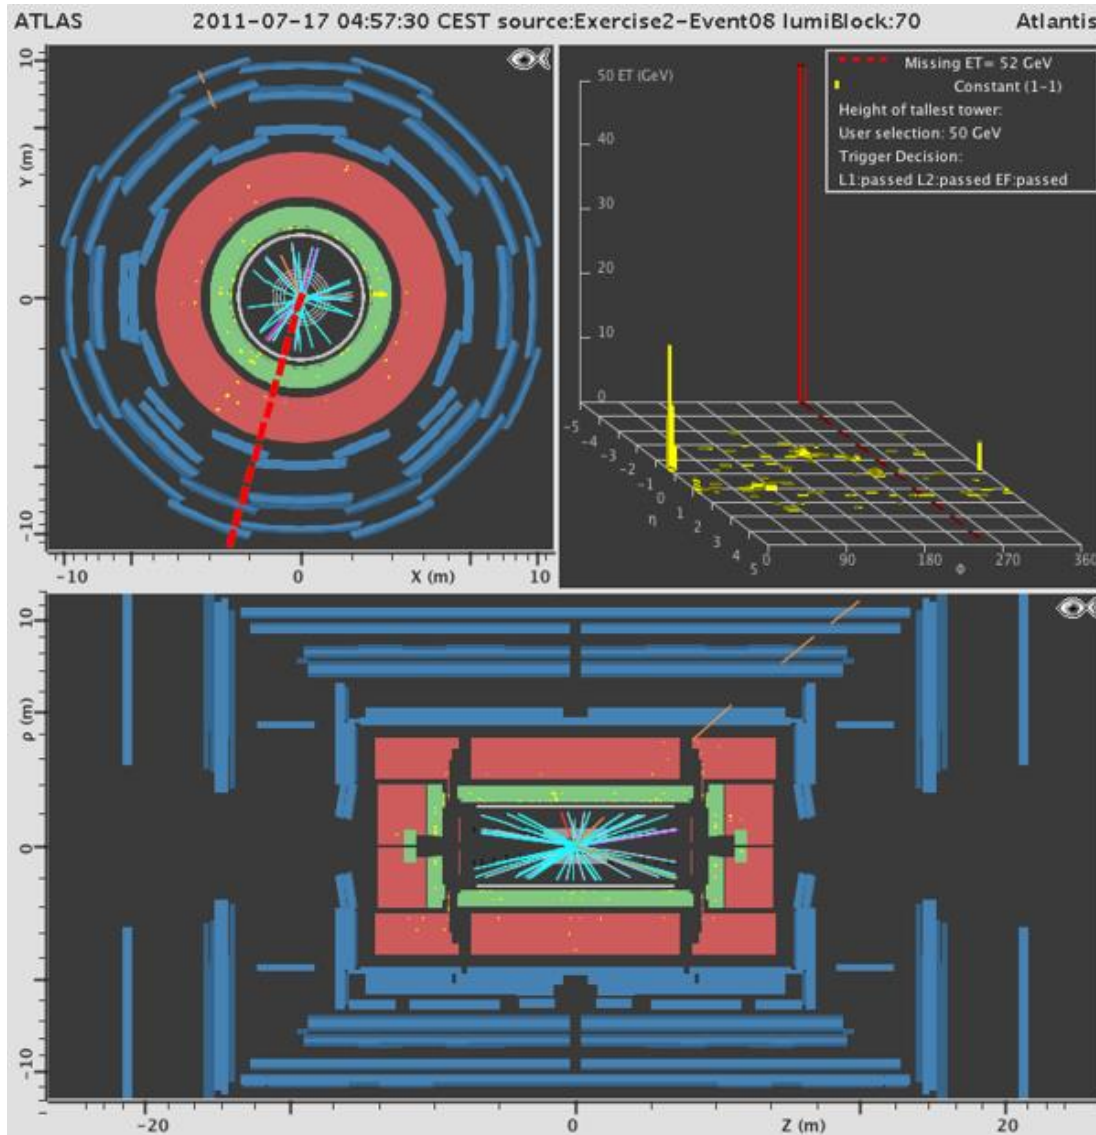 ATLAS 2011-07-17 04:57:30 CEST source:Exercise2-Event08 lumiBlock:70 Atlantis
10
Y (m)
0
-10
-10 0 X (m) 10
50 ET (GeV)
40
30
20
10
0
Missing ET= 52 GeV
Constant (1-1)
Height of tallest tower:
User selection: 50 GeV
Trigger Decision:
L1:passed L2:passed EF:passed
-5
-4
-3
-2
-1
0
η
1
2
3
4
5
0 90 180 Φ 270 360
10
ρ (m)
0
-10
-20 0 Z (m) 20